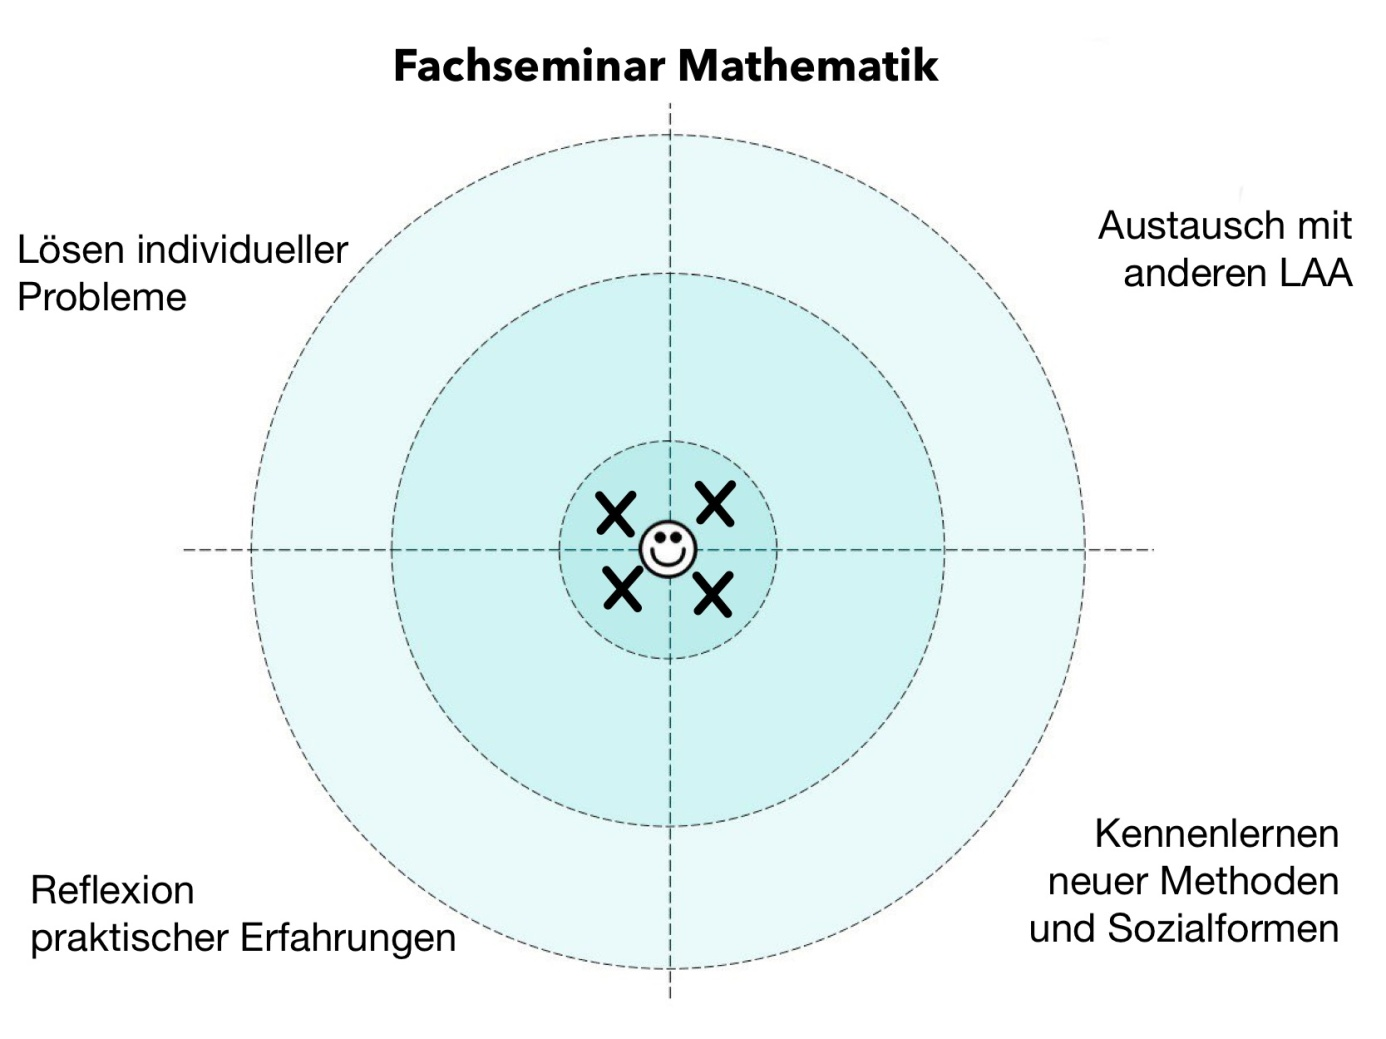 Fachseminar Mathematik
Lösen individueller
Probleme
Austausch mit
anderen LAA
Reflexion
praktischer Erfahrungen
Kennenlernen
neuer Methoden
und Sozialformen